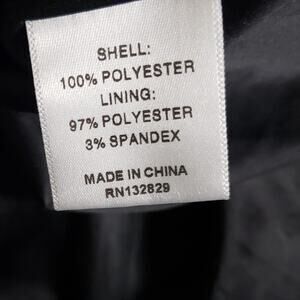 SHELL:
100% POLYESTER
LINING:
97% POLYESTER
3% SPANDEX
MADE IN CHINA
RN132829